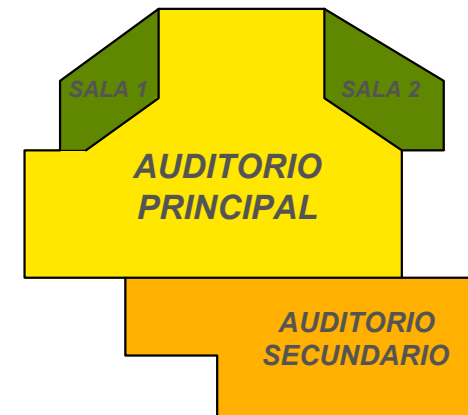 SALA 1
SALA 2
AUDITORIO
PRINCIPAL
AUDITORIO
SECUNDARIO